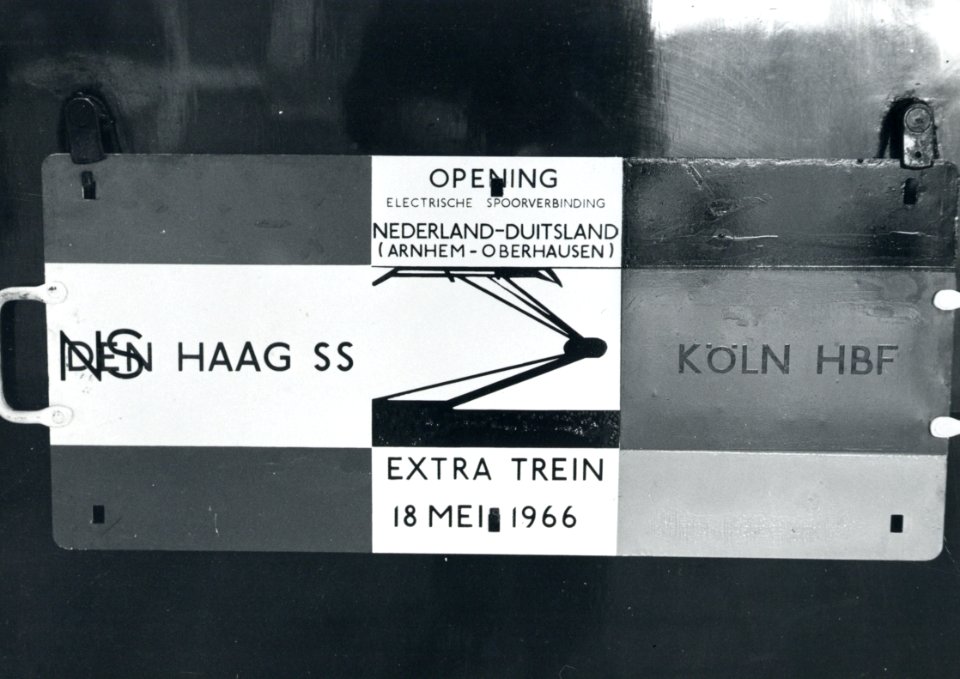 OPENING
ELECTRISCHE SPOORVERBINDING
NEDERLAND-DUITSLAND
(ARNHEM-OBERHAUSEN)
NS
DEN HAAG SS
KÖLN HBF
EXTRA TREIN
18 MEI 1966